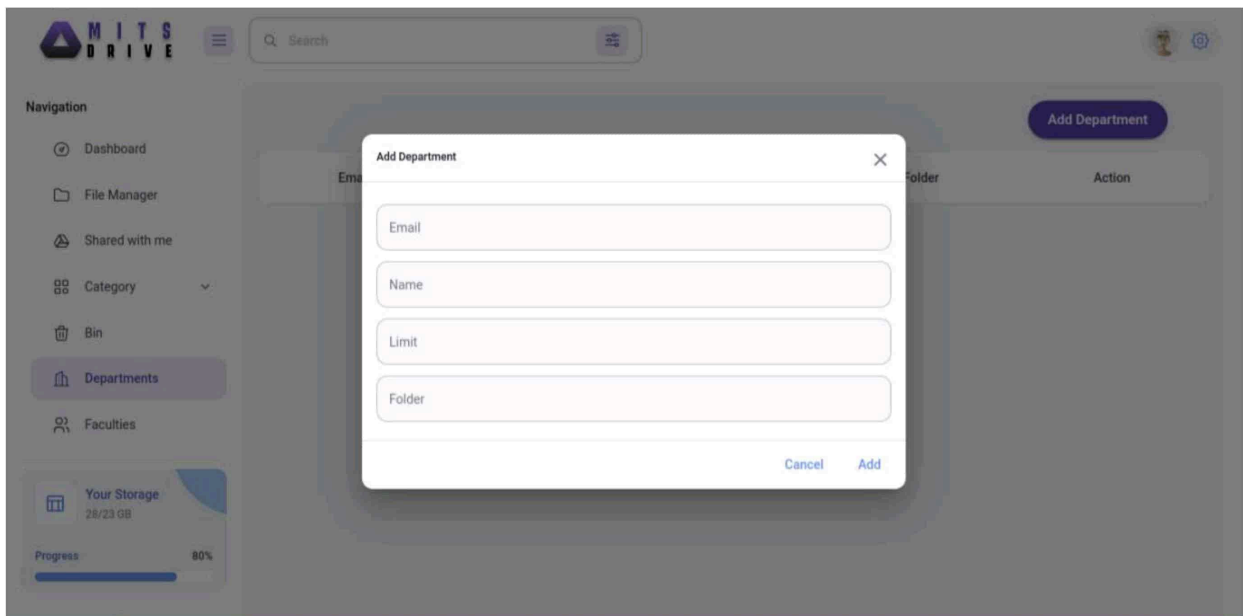 MITS
DRIVE
Search
Navigation
Dashboard
File Manager
Shared with me
Category
Bin
Departments
Faculties
Your Storage
28/23 GB
Progress 80%
Add Department
Folder Action
Add Department
Email
Name
Limit
Folder
Cancel Add